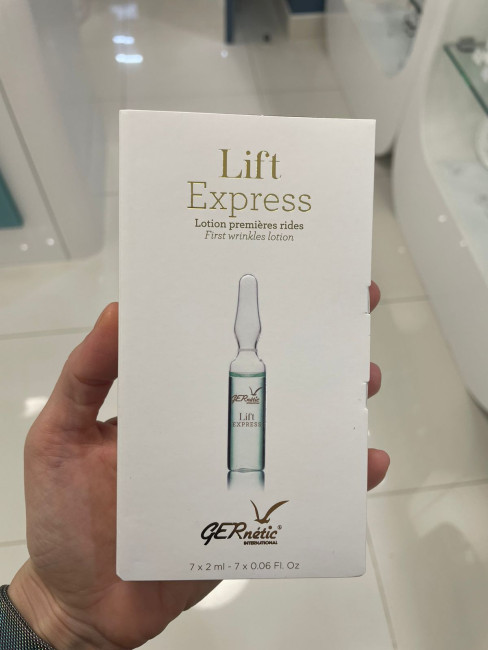 Lift
Express
Lotion premières rides
First wrinkles lotion
GERnétic
Lift
EXPRESS
GERnétic®
INTERNATIONAL
7 x 2 ml - 7 x 0.06 Fl. Oz